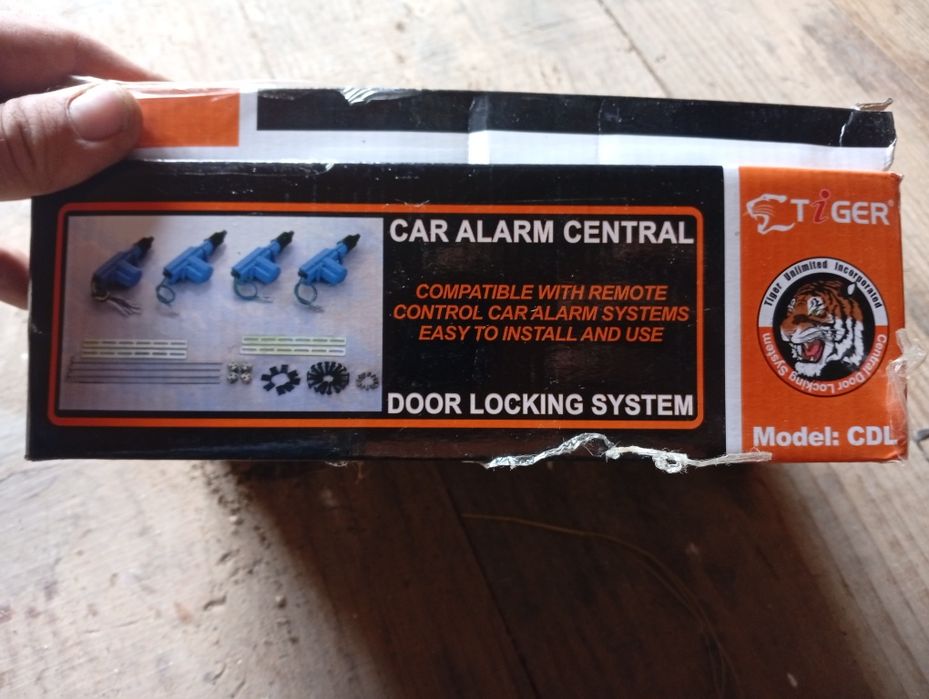 CAR ALARM CENTRAL
COMPATIBLE WITH REMOTE
CONTROL CAR ALARM SYSTEMS
EASY TO INSTALL AND USE
DOOR LOCKING SYSTEM
TiGER®
Tiger Unlimited Incorporated
Central Door Locking System
Model: CDL